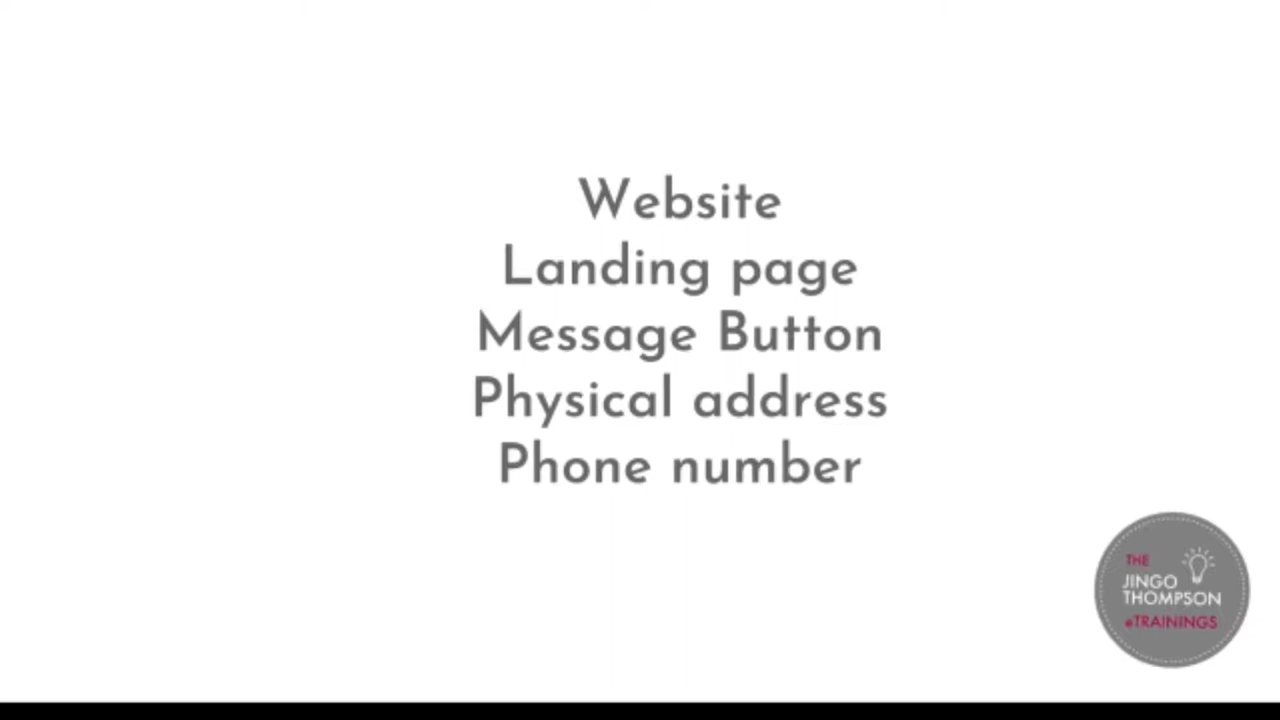 Website
Landing page
Message Button
Physical address
Phone number
THE
JINGO
THOMPSON
eTRAININGS